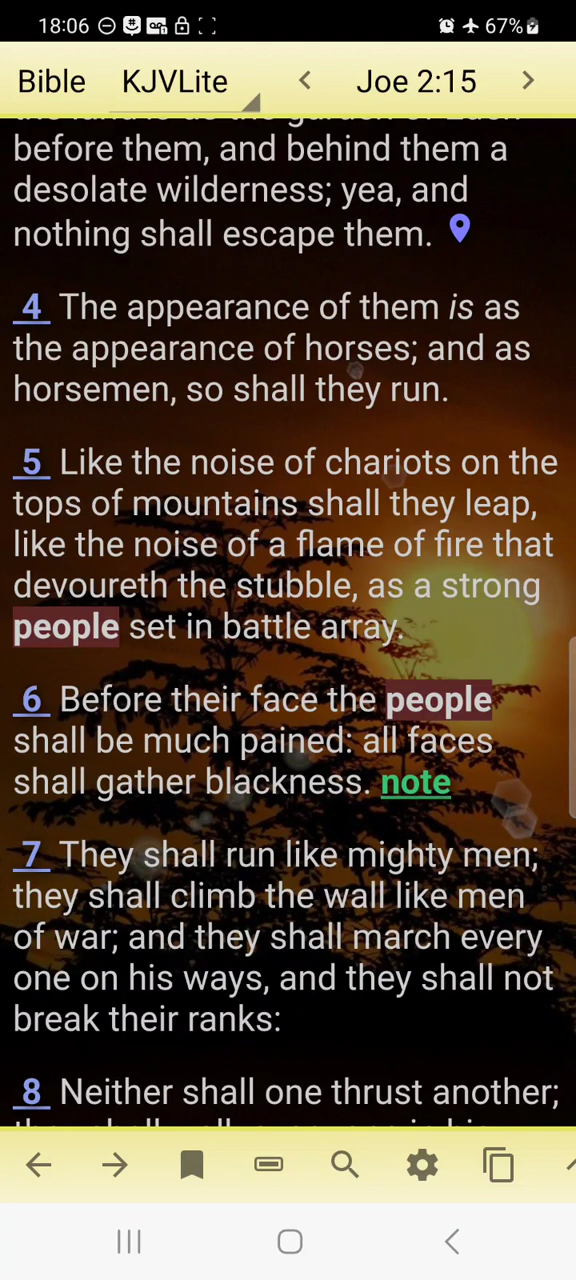 18:06 67%
Bible KJVLite Joe 2:15
before them, and behind them a
desolate wilderness; yea, and
nothing shall escape them.
4 The appearance of them is as
the appearance of horses; and as
horsemen, so shall they run.
5 Like the noise of chariots on the
tops of mountains shall they leap,
like the noise of a flame of fire that
devoureth the stubble, as a strong
people set in battle array.
6 Before their face the people
shall be much pained: all faces
shall gather blackness. note
7 They shall run like mighty men;
they shall climb the wall like men
of war; and they shall march every
one on his ways, and they shall not
break their ranks:
8 Neither shall one thrust another;